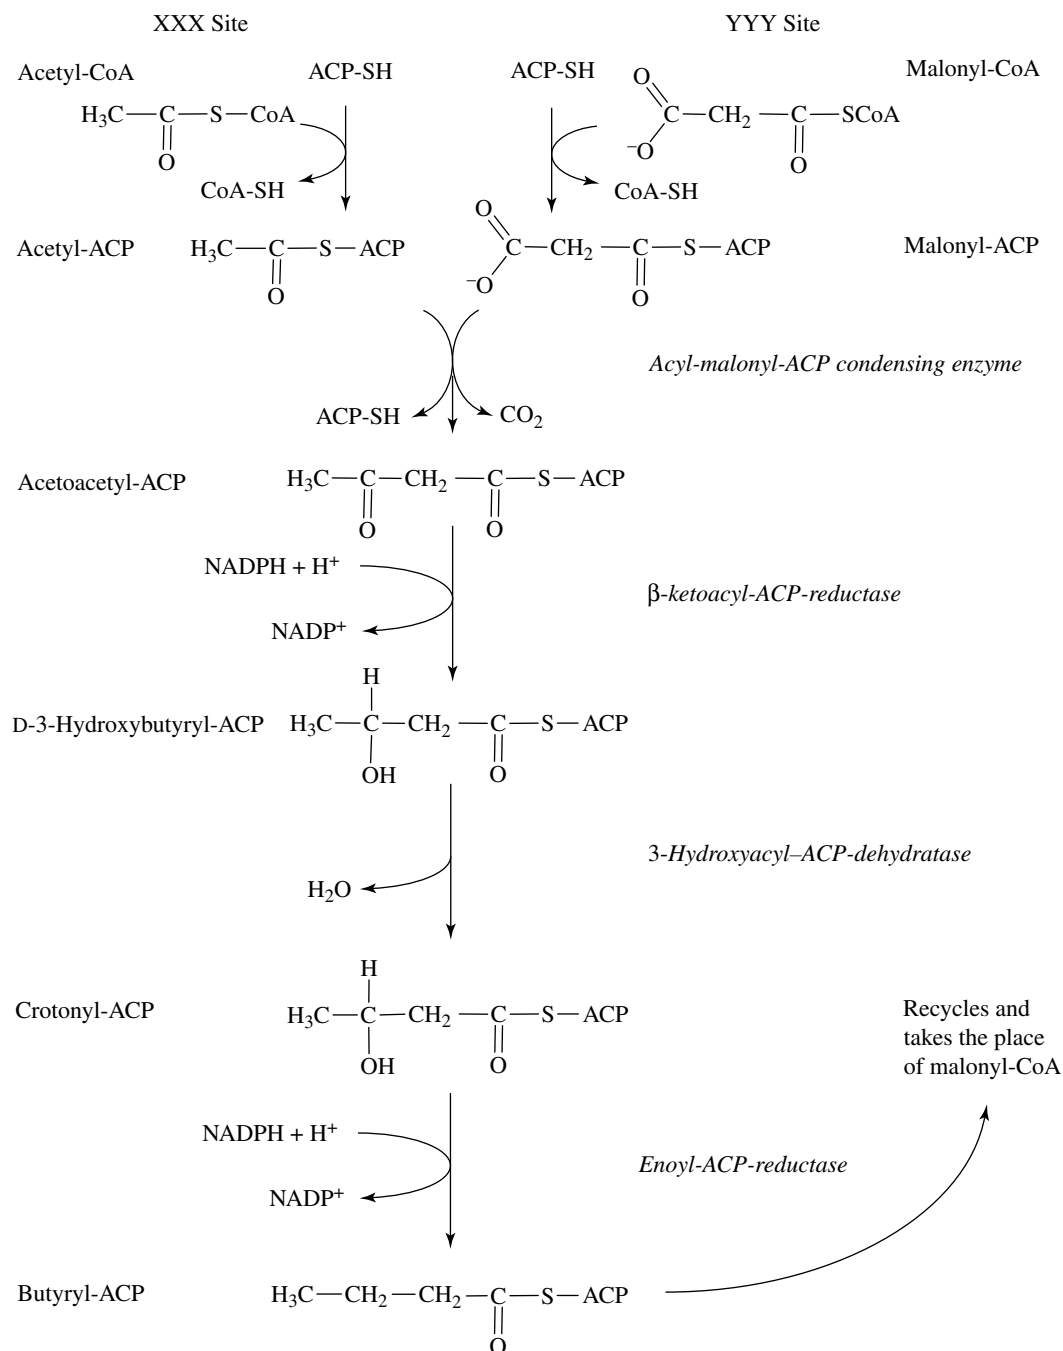 XXX Site
YYY Site
Acetyl-CoA
ACP-SH
ACP-SH
Malonyl-CoA
H₃C—C—S—CoA
O
O
C—CH₂—C—SCoA
⁻O
O
CoA-SH
CoA-SH
Acetyl-ACP
H₃C—C—S—ACP
O
O
C—CH₂—C—S—ACP
⁻O
O
Malonyl-ACP
Acyl-malonyl-ACP condensing enzyme
ACP-SH
CO₂
Acetoacetyl-ACP
H₃C—C—CH₂—C—S—ACP
O
O
NADPH + H⁺
β-ketoacyl-ACP-reductase
NADP⁺
H
D-3-Hydroxybutyryl-ACP
H₃C—C—CH₂—C—S—ACP
OH
O
3-Hydroxyacyl–ACP-dehydratase
H₂O
H
Crotonyl-ACP
H₃C—C—CH₂—C—S—ACP
OH
O
Recycles and
takes the place
of malonyl-CoA
NADPH + H⁺
Enoyl-ACP-reductase
NADP⁺
Butyryl-ACP
H₃C—CH₂—CH₂—C—S—ACP
O